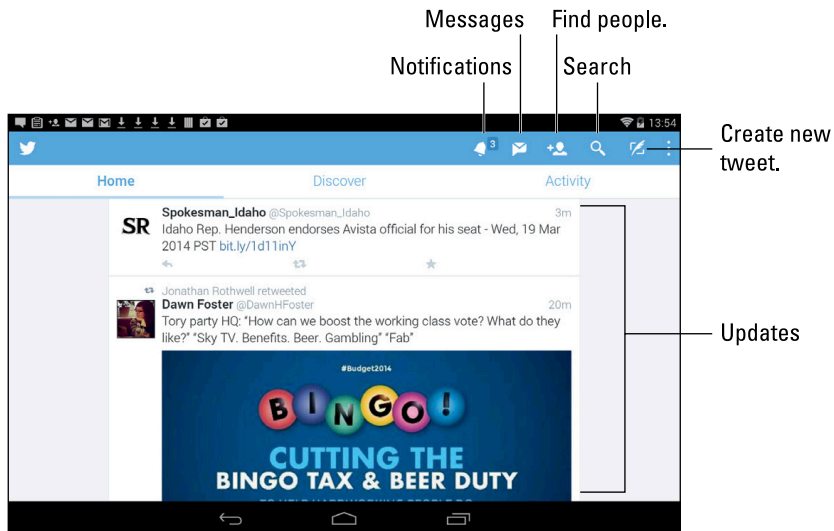 Messages
Find people.
Notifications
Search
13:54
3
Create new
tweet.
Home
Discover
Activity
SR
Spokesman_Idaho @Spokesman_Idaho
3m
Idaho Rep. Henderson endorses Avista official for his seat - Wed, 19 Mar
2014 PST bit.ly/1d11inY
Jonathan Rothwell retweeted
Dawn Foster @DawnHFoster
20m
Tory party HQ: “How can we boost the working class vote? What do they
like?” “Sky TV. Benefits. Beer. Gambling” “Fab”
Updates
#Budget2014
BINGO!
CUTTING THE
BINGO TAX & BEER DUTY